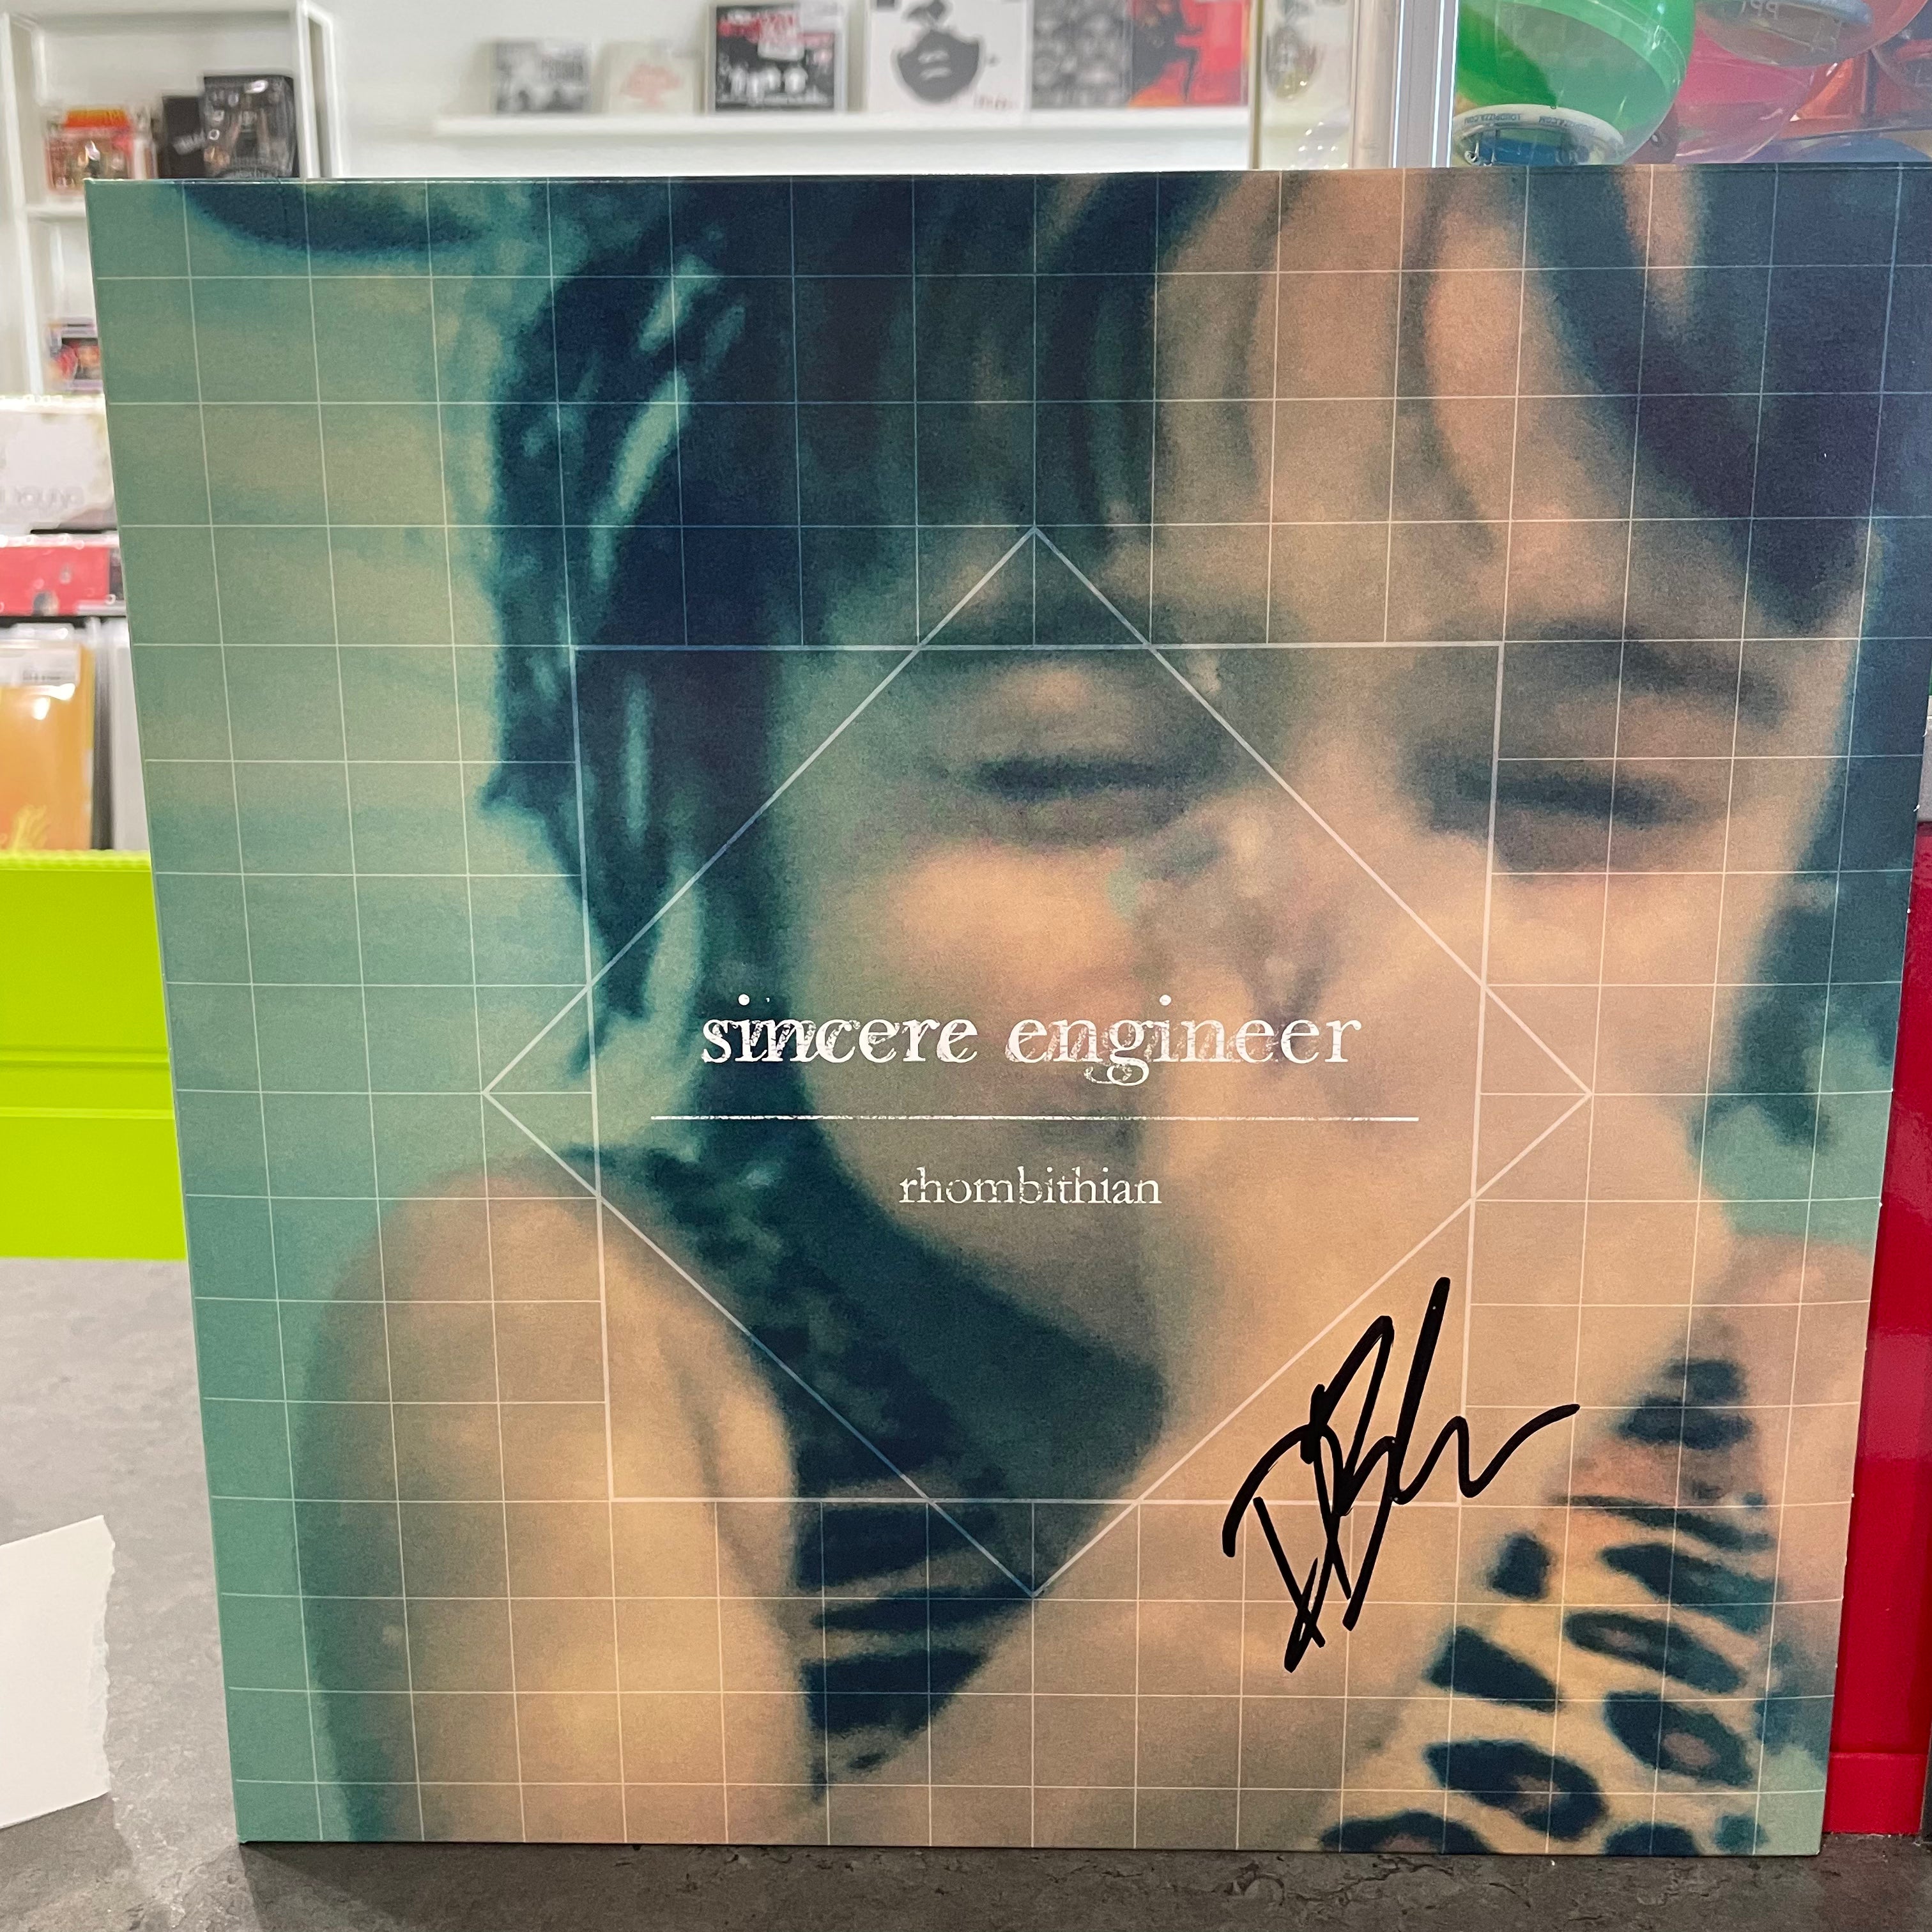 sincere engineer
rhombithian